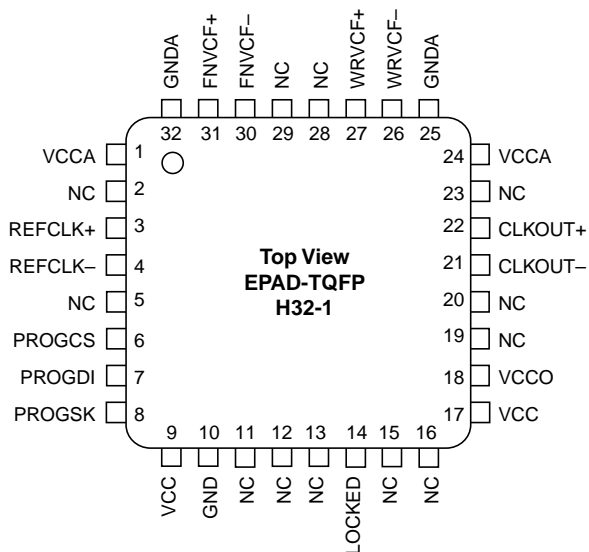 GNDA
FNVCF+
FNVCF–
NC
NC
WRVCF+
WRVCF–
GNDA
32 31 30 29 28 27 26 25
VCCA 1
NC 2
REFCLK+ 3
REFCLK– 4
NC 5
PROGCS 6
PROGDI 7
PROGSK 8
Top View
EPAD-TQFP
H32-1
24 VCCA
23 NC
22 CLKOUT+
21 CLKOUT–
20 NC
19 NC
18 VCCO
17 VCC
9 10 11 12 13 14 15 16
VCC
GND
NC
NC
NC
LOCKED
NC
NC